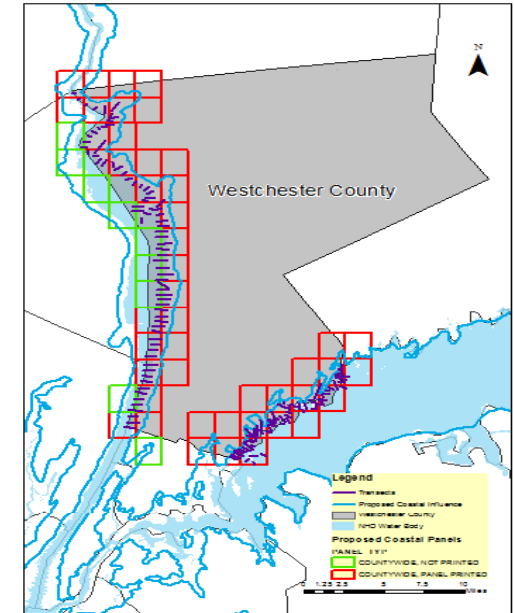 N
Westchester County
Legend
Transects
Proposed Coastal Influence
Westchester County
NHD Water Body
Proposed Coastal Panels
PANEL_TYP
COUNTYWIDE, NOT PRINTED
COUNTYWIDE, PANEL PRINTED
0 1.25 2.5 5 7.5 10
Miles